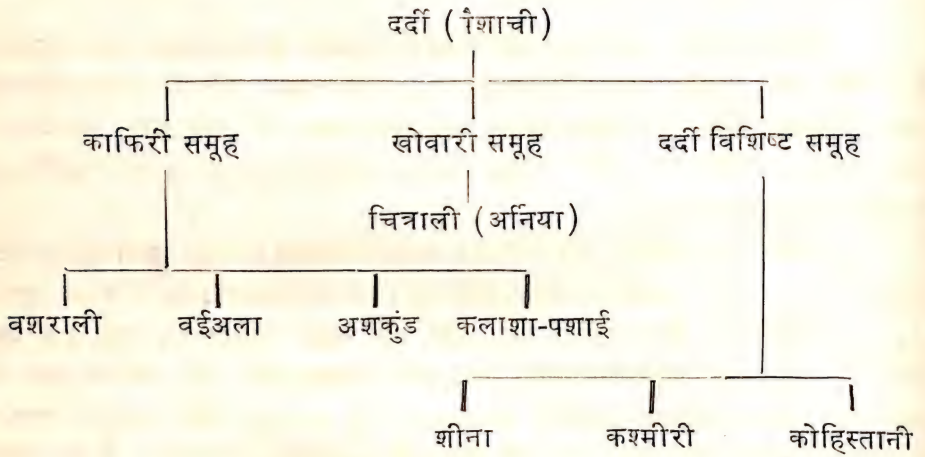 दर्दी ( पैशाची )
काफिरी समूह खोवारी समूह दर्दी विशिष्ट समूह
चित्राली ( अर्निया )
वशराली वईअला अशकुंड कलाशा-पशाई
शीना कश्मीरी कोहिस्तानी